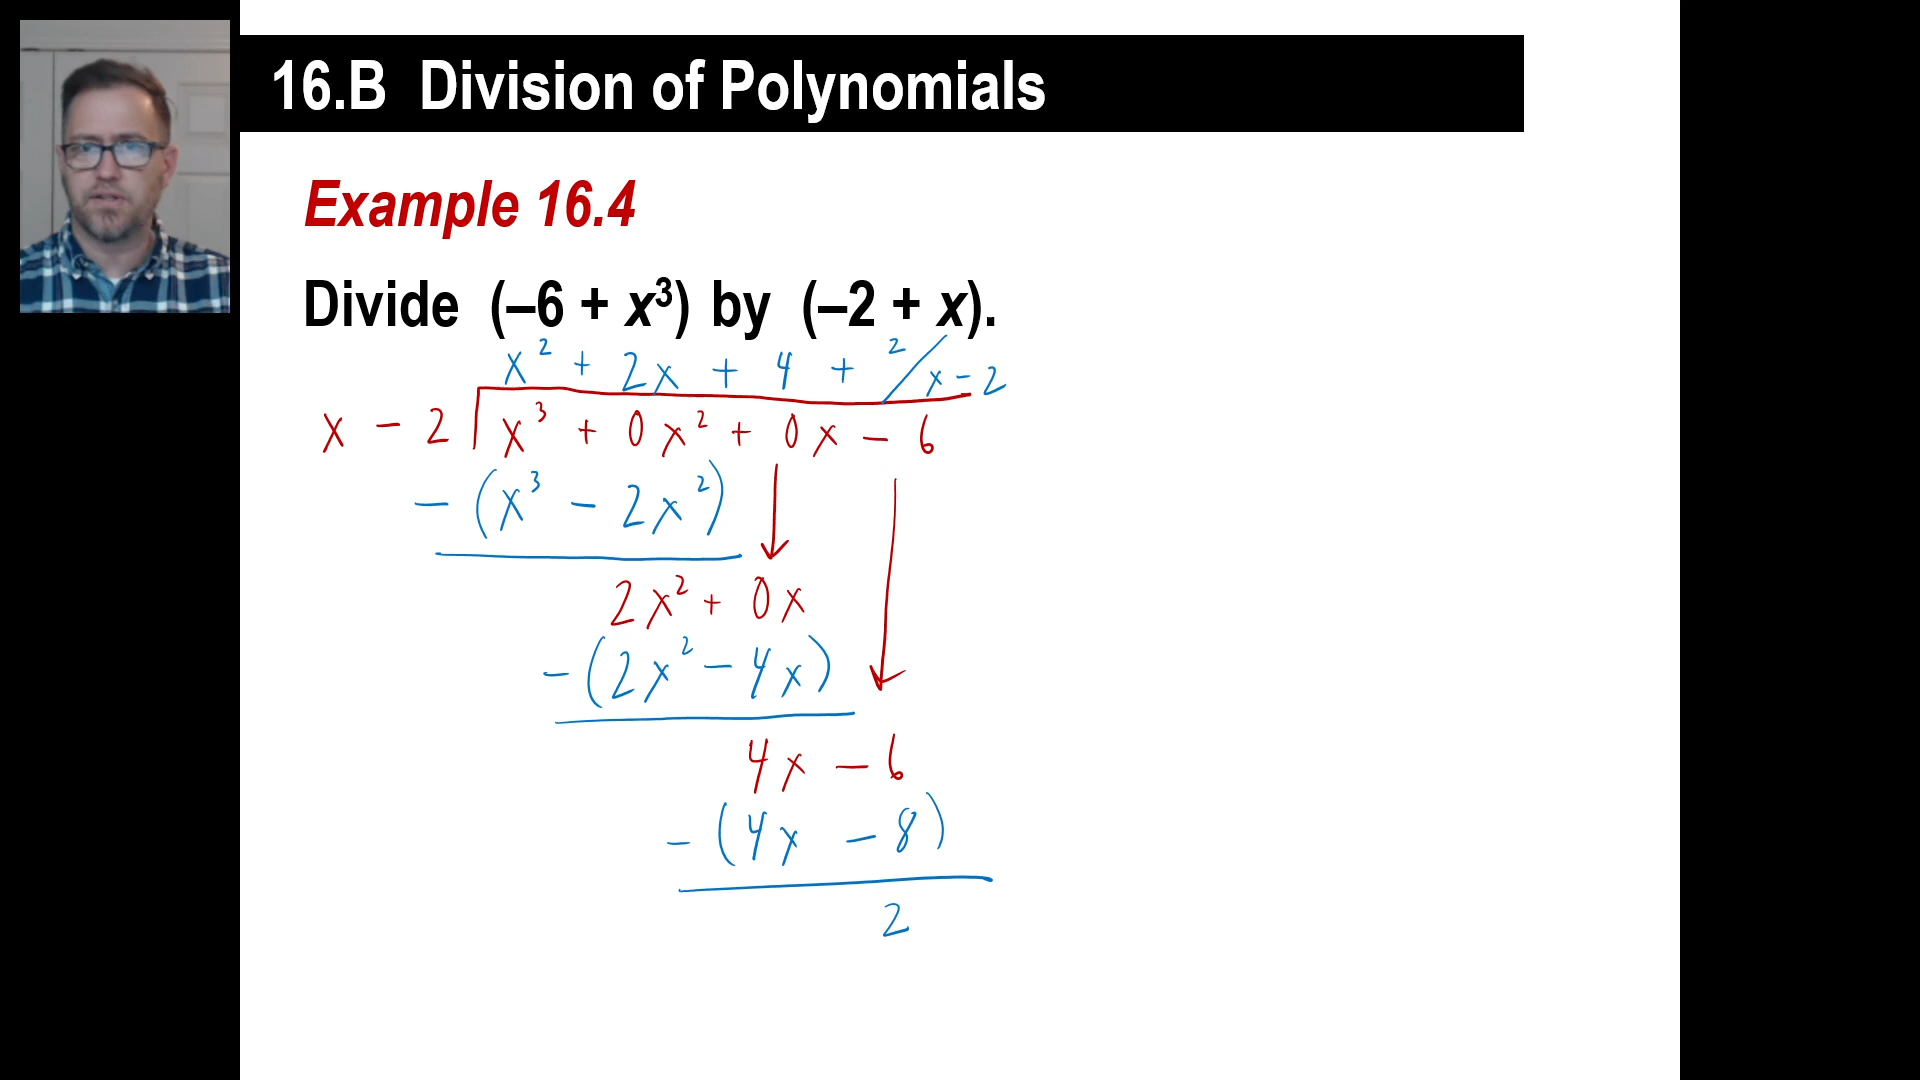 16.B Division of Polynomials
Example 16.4
Divide (–6 + x³) by (–2 + x).
x² + 2x + 4 + 2/x – 2
x – 2 x³ + 0x² + 0x – 6
– (x³ – 2x²)
2x² + 0x
– (2x² – 4x)
4x – 6
– (4x – 8)
2